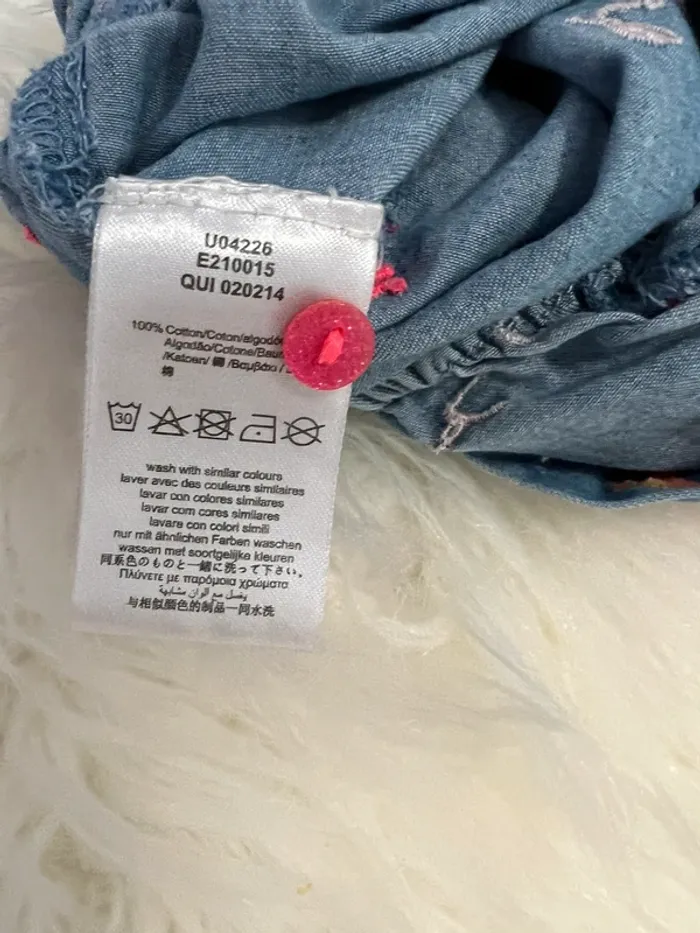 U04226
E210015
QUI 020214
100% Cotton/Coton/algodó
Algodão/Cotone/Bau
/Katoen/ 綿 /Βαμβάκι /
棉
30
wash with similar colours
laver avec des couleurs similaires
lavar con colores similares
lavar com cores similares
lavare con colori simili
nur mit ähnlichen Farben waschen
wassen met soortgelijke kleuren
同系色のものと一緒に洗って下さい。
Πλύνετε με παρόμοια χρώματα
يغسل مع ألوان مشابهة
与相似颜色的制品一同水洗